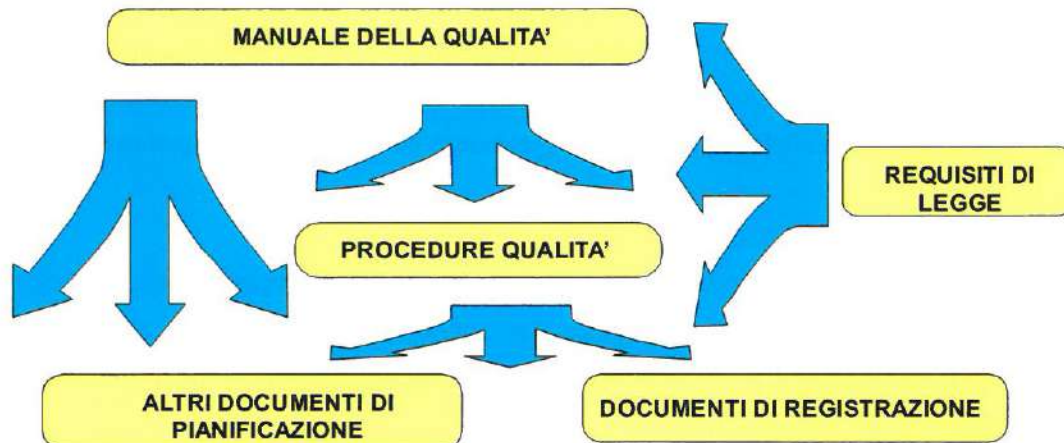 MANUALE DELLA QUALITA'
REQUISITI DI
LEGGE
PROCEDURE QUALITA'
ALTRI DOCUMENTI DI
PIANIFICAZIONE
DOCUMENTI DI REGISTRAZIONE